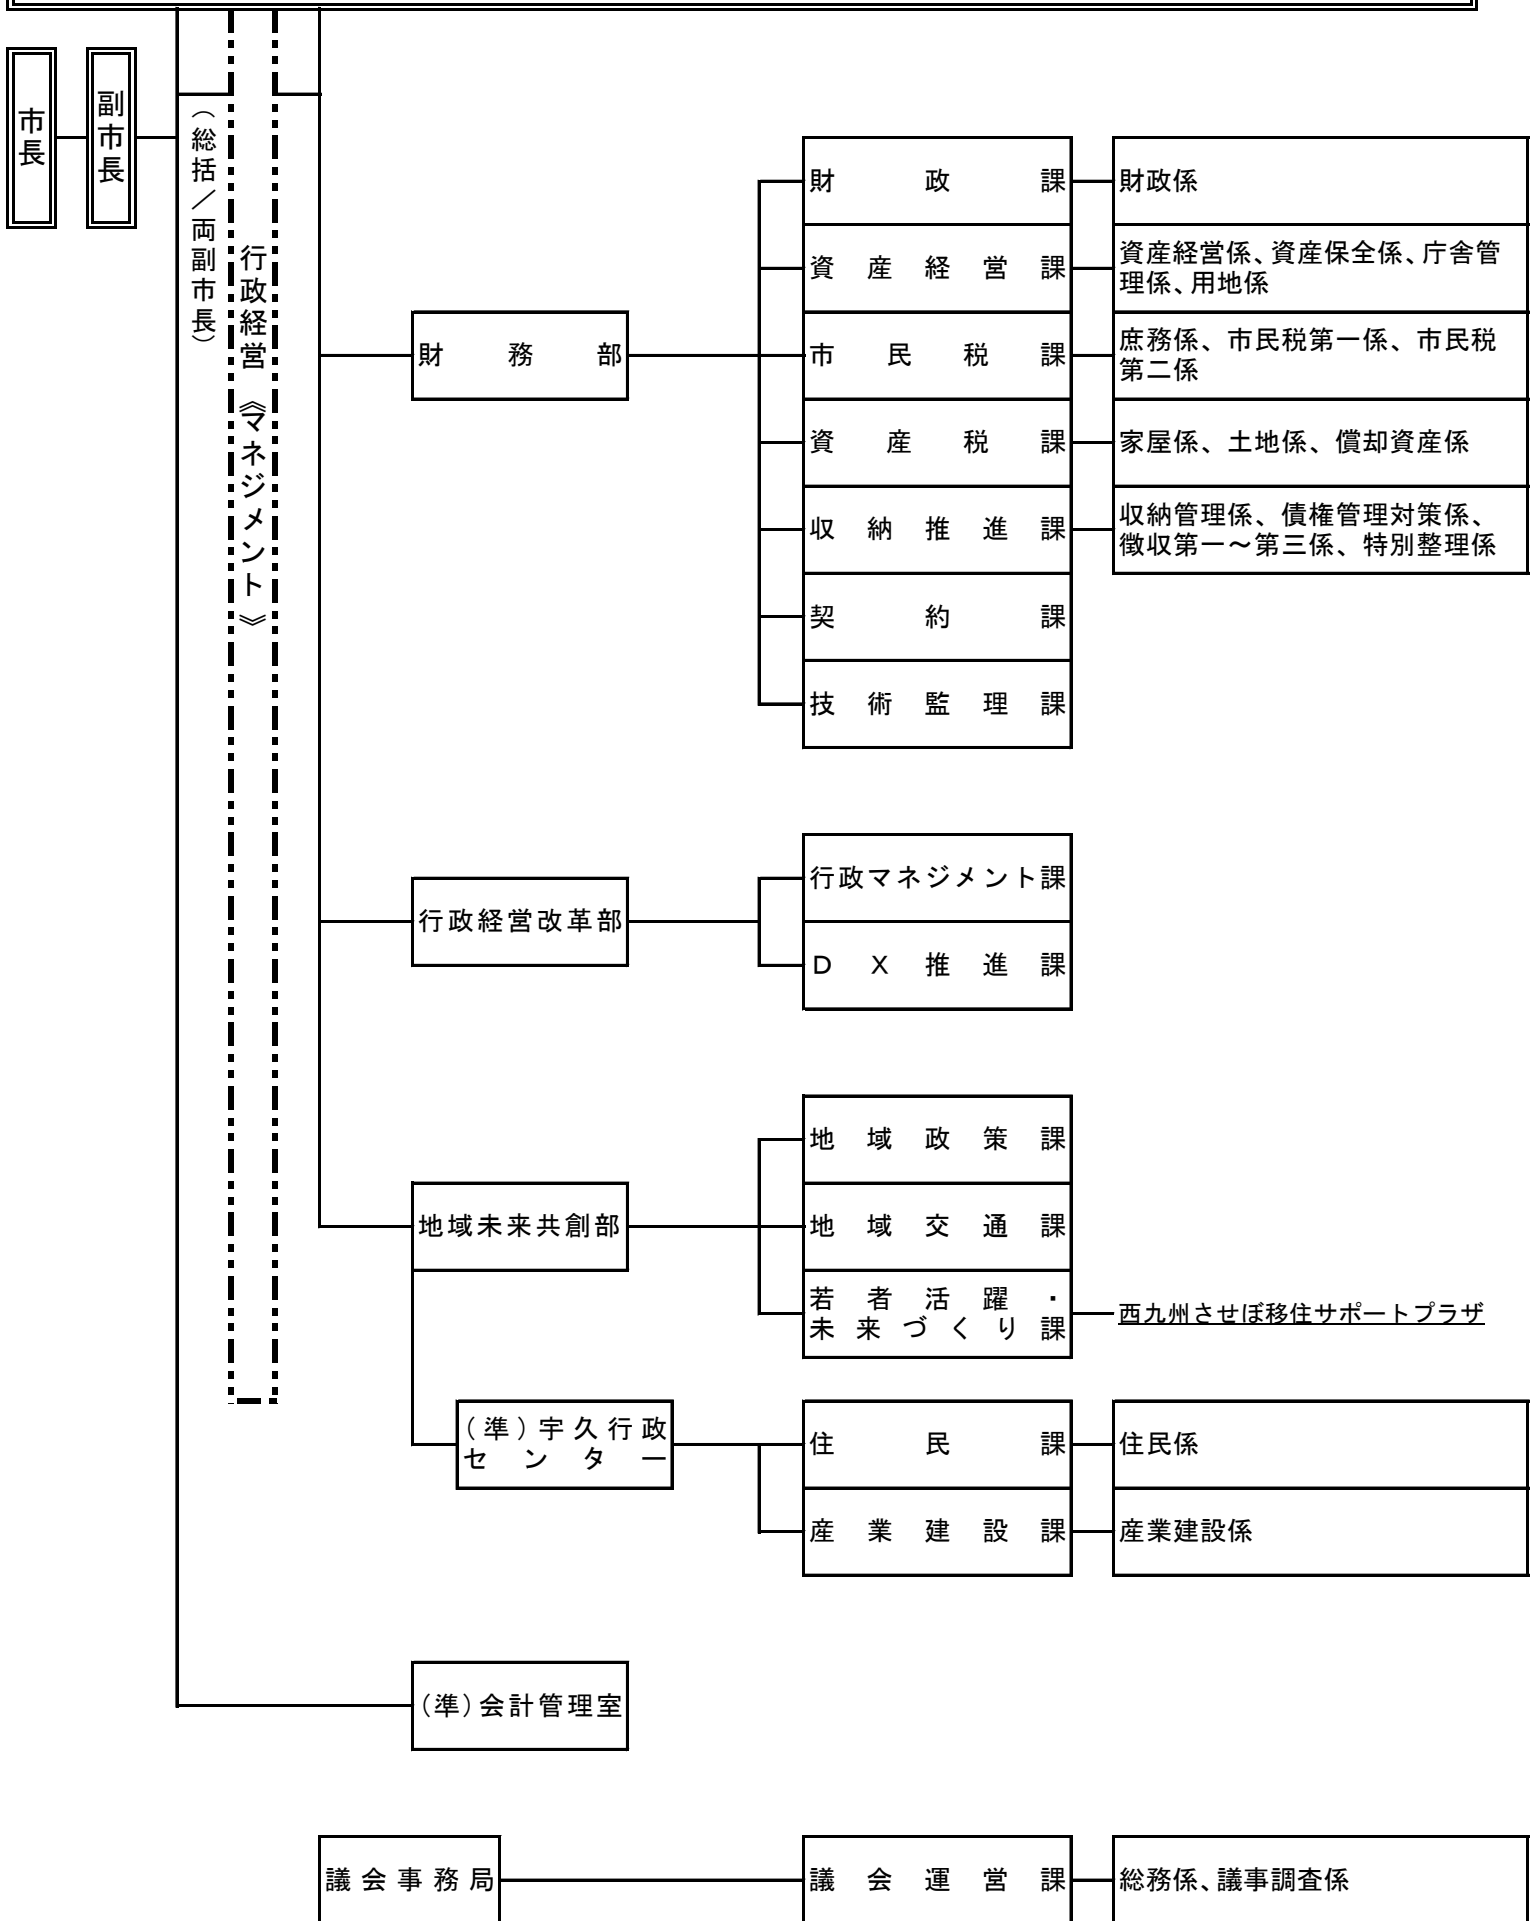 市長
副市長
（総括／両副市長）
行政経営《マネジメント》
財務部
財政課
財政係
資産経営課
資産経営係、資産保全係、庁舎管
理係、用地係
市民税課
庶務係、市民税第一係、市民税
第二係
資産税課
家屋係、土地係、償却資産係
収納推進課
収納管理係、債権管理対策係、
徴収第一～第三係、特別整理係
契約課
技術監理課
行政経営改革部
行政マネジメント課
ＤＸ推進課
地域未来共創部
地域政策課
地域交通課
若者活躍・
未来づくり課
西九州させぼ移住サポートプラザ
（準）宇久行政
センター
住民課
住民係
産業建設課
産業建設係
（準）会計管理室
議会事務局
議会運営課
総務係、議事調査係